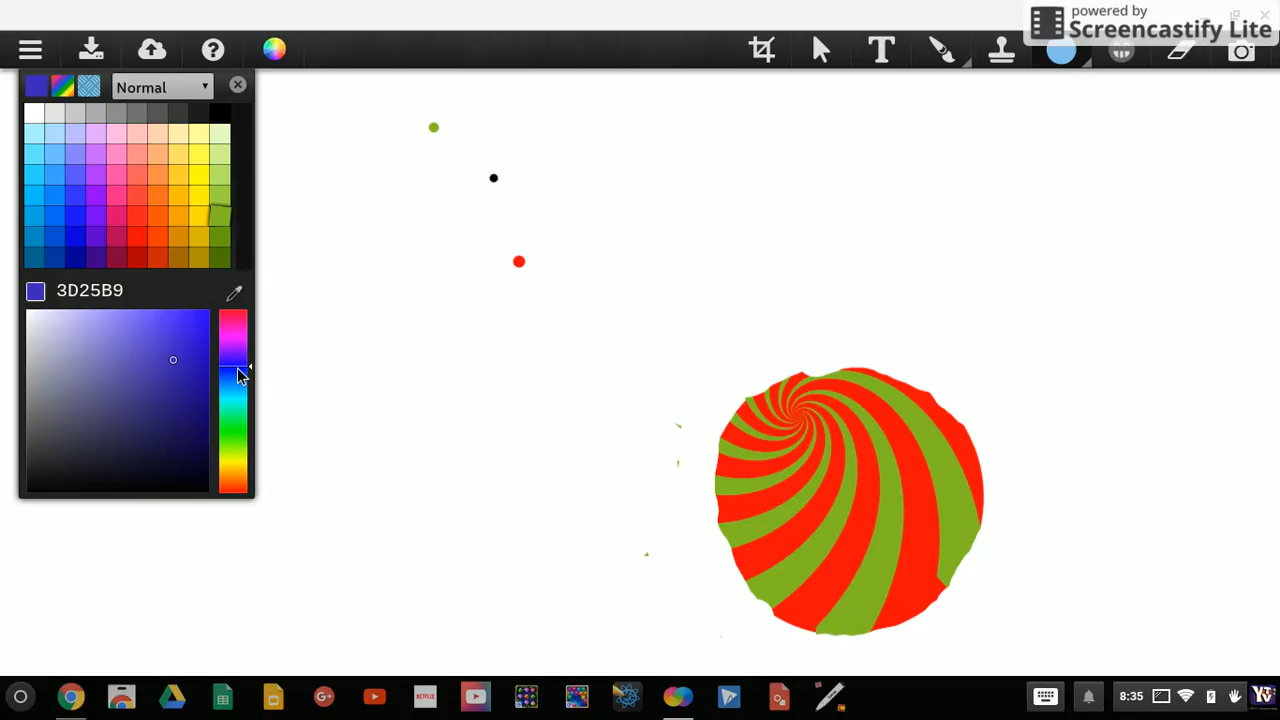 powered by
Screencastify Lite
T
Normal
3D25B9
NETFLIX
8:35